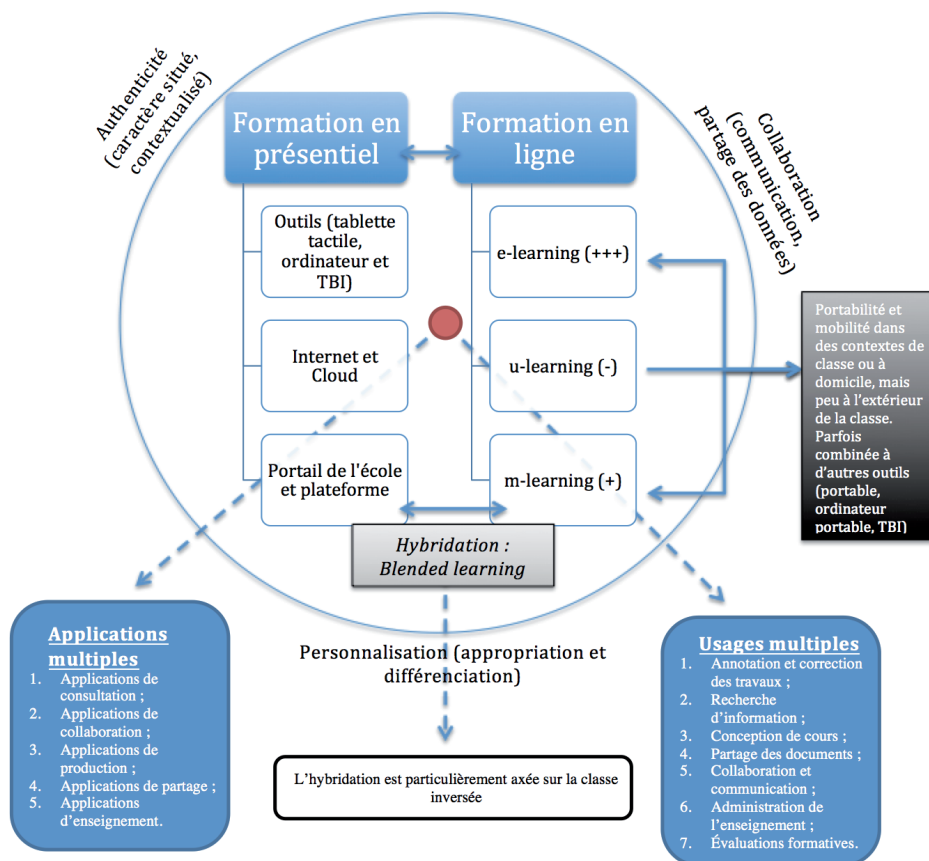 Authenticité
(caractère situé,
contextualisé)
Formation en
présentiel
Formation en
ligne
Collaboration
(communication,
partage des données)
Outils (tablette
tactile,
ordinateur et
TBI)
e-learning (+++)
Internet et
Cloud
u-learning (-)
Portail de l'école
et plateforme
m-learning (+)
Portabilité et
mobilité dans
des contextes de
classe ou à
domicile, mais
peu à l'extérieur
de la classe.
Parfois
combinée à
d'autres outils
(portable,
ordinateur
portable, TBI)
Hybridation :
Blended learning
Personnalisation (appropriation et
différenciation)
Applications
multiples
1. Applications de
consultation ;
2. Applications de
collaboration ;
3. Applications de
production ;
4. Applications de partage ;
5. Applications
d'enseignement.
L'hybridation est particulièrement axée sur la classe
inversée
Usages multiples
1. Annotation et correction
des travaux ;
2. Recherche
d'information ;
3. Conception de cours ;
4. Partage des documents ;
5. Collaboration et
communication ;
6. Administration de
l'enseignement ;
7. Évaluations formatives.